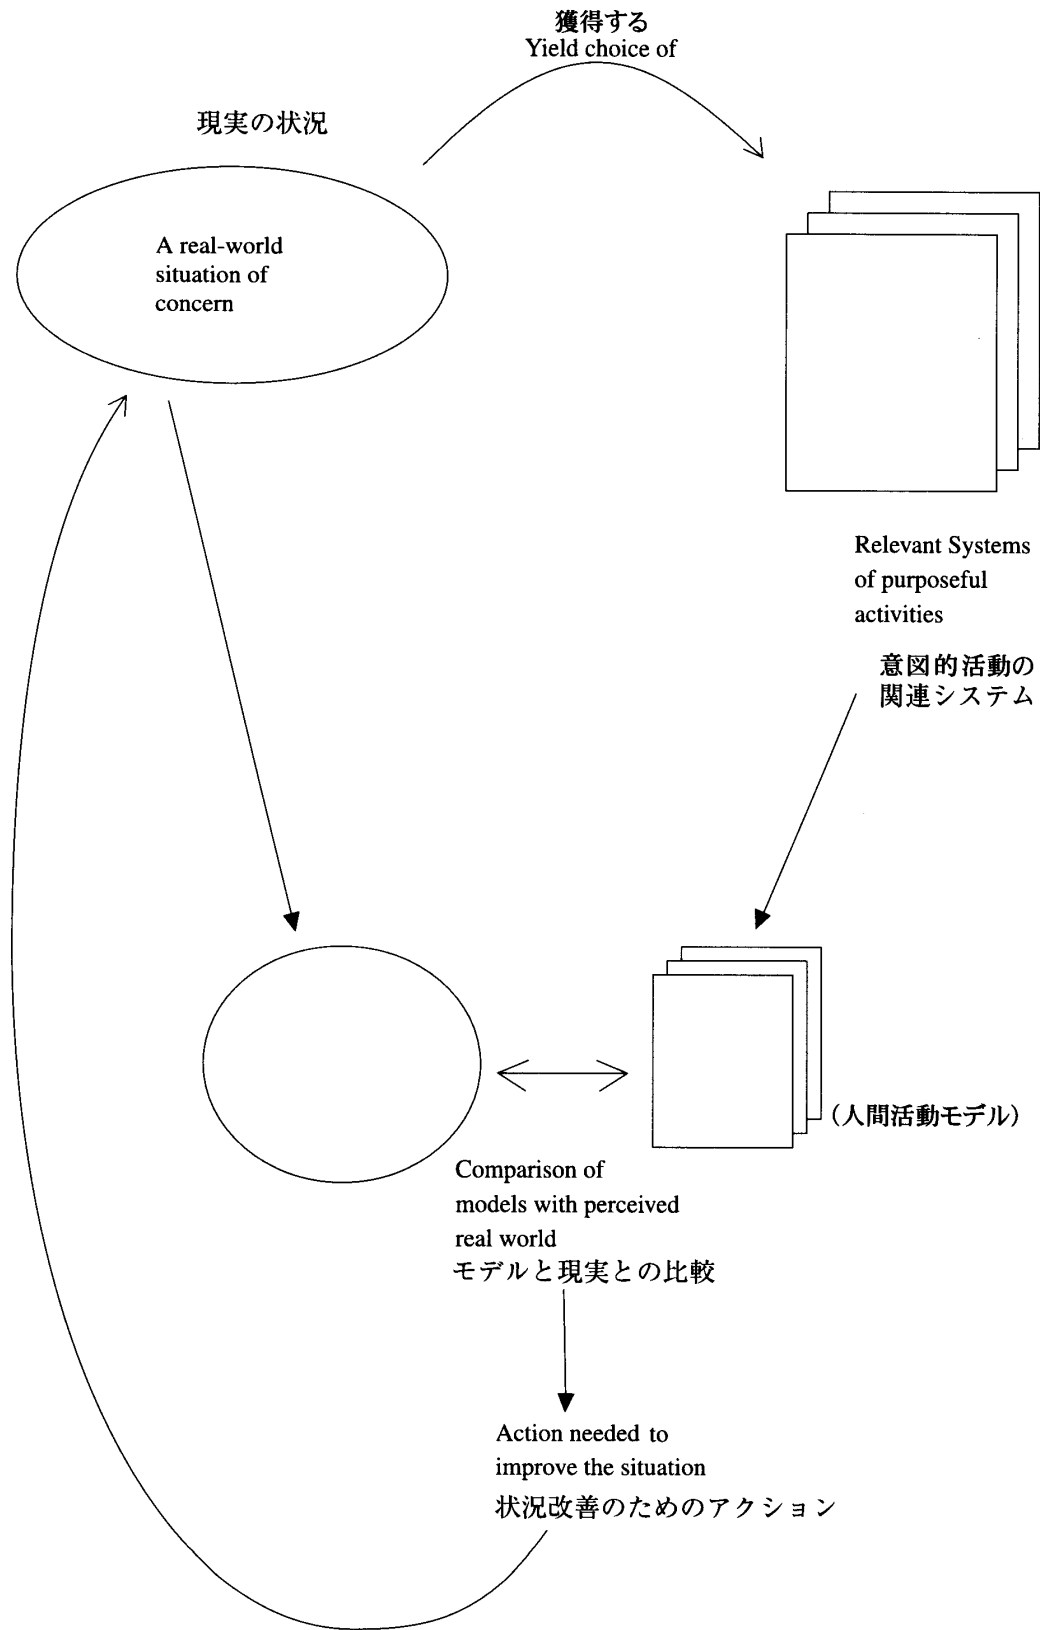 獲得する
Yield choice of
現実の状況
A real-world
situation of
concern
Relevant Systems
of purposeful
activities
意図的活動の
関連システム
（人間活動モデル）
Comparison of
models with perceived
real world
モデルと現実との比較
Action needed to
improve the situation
状況改善のためのアクション